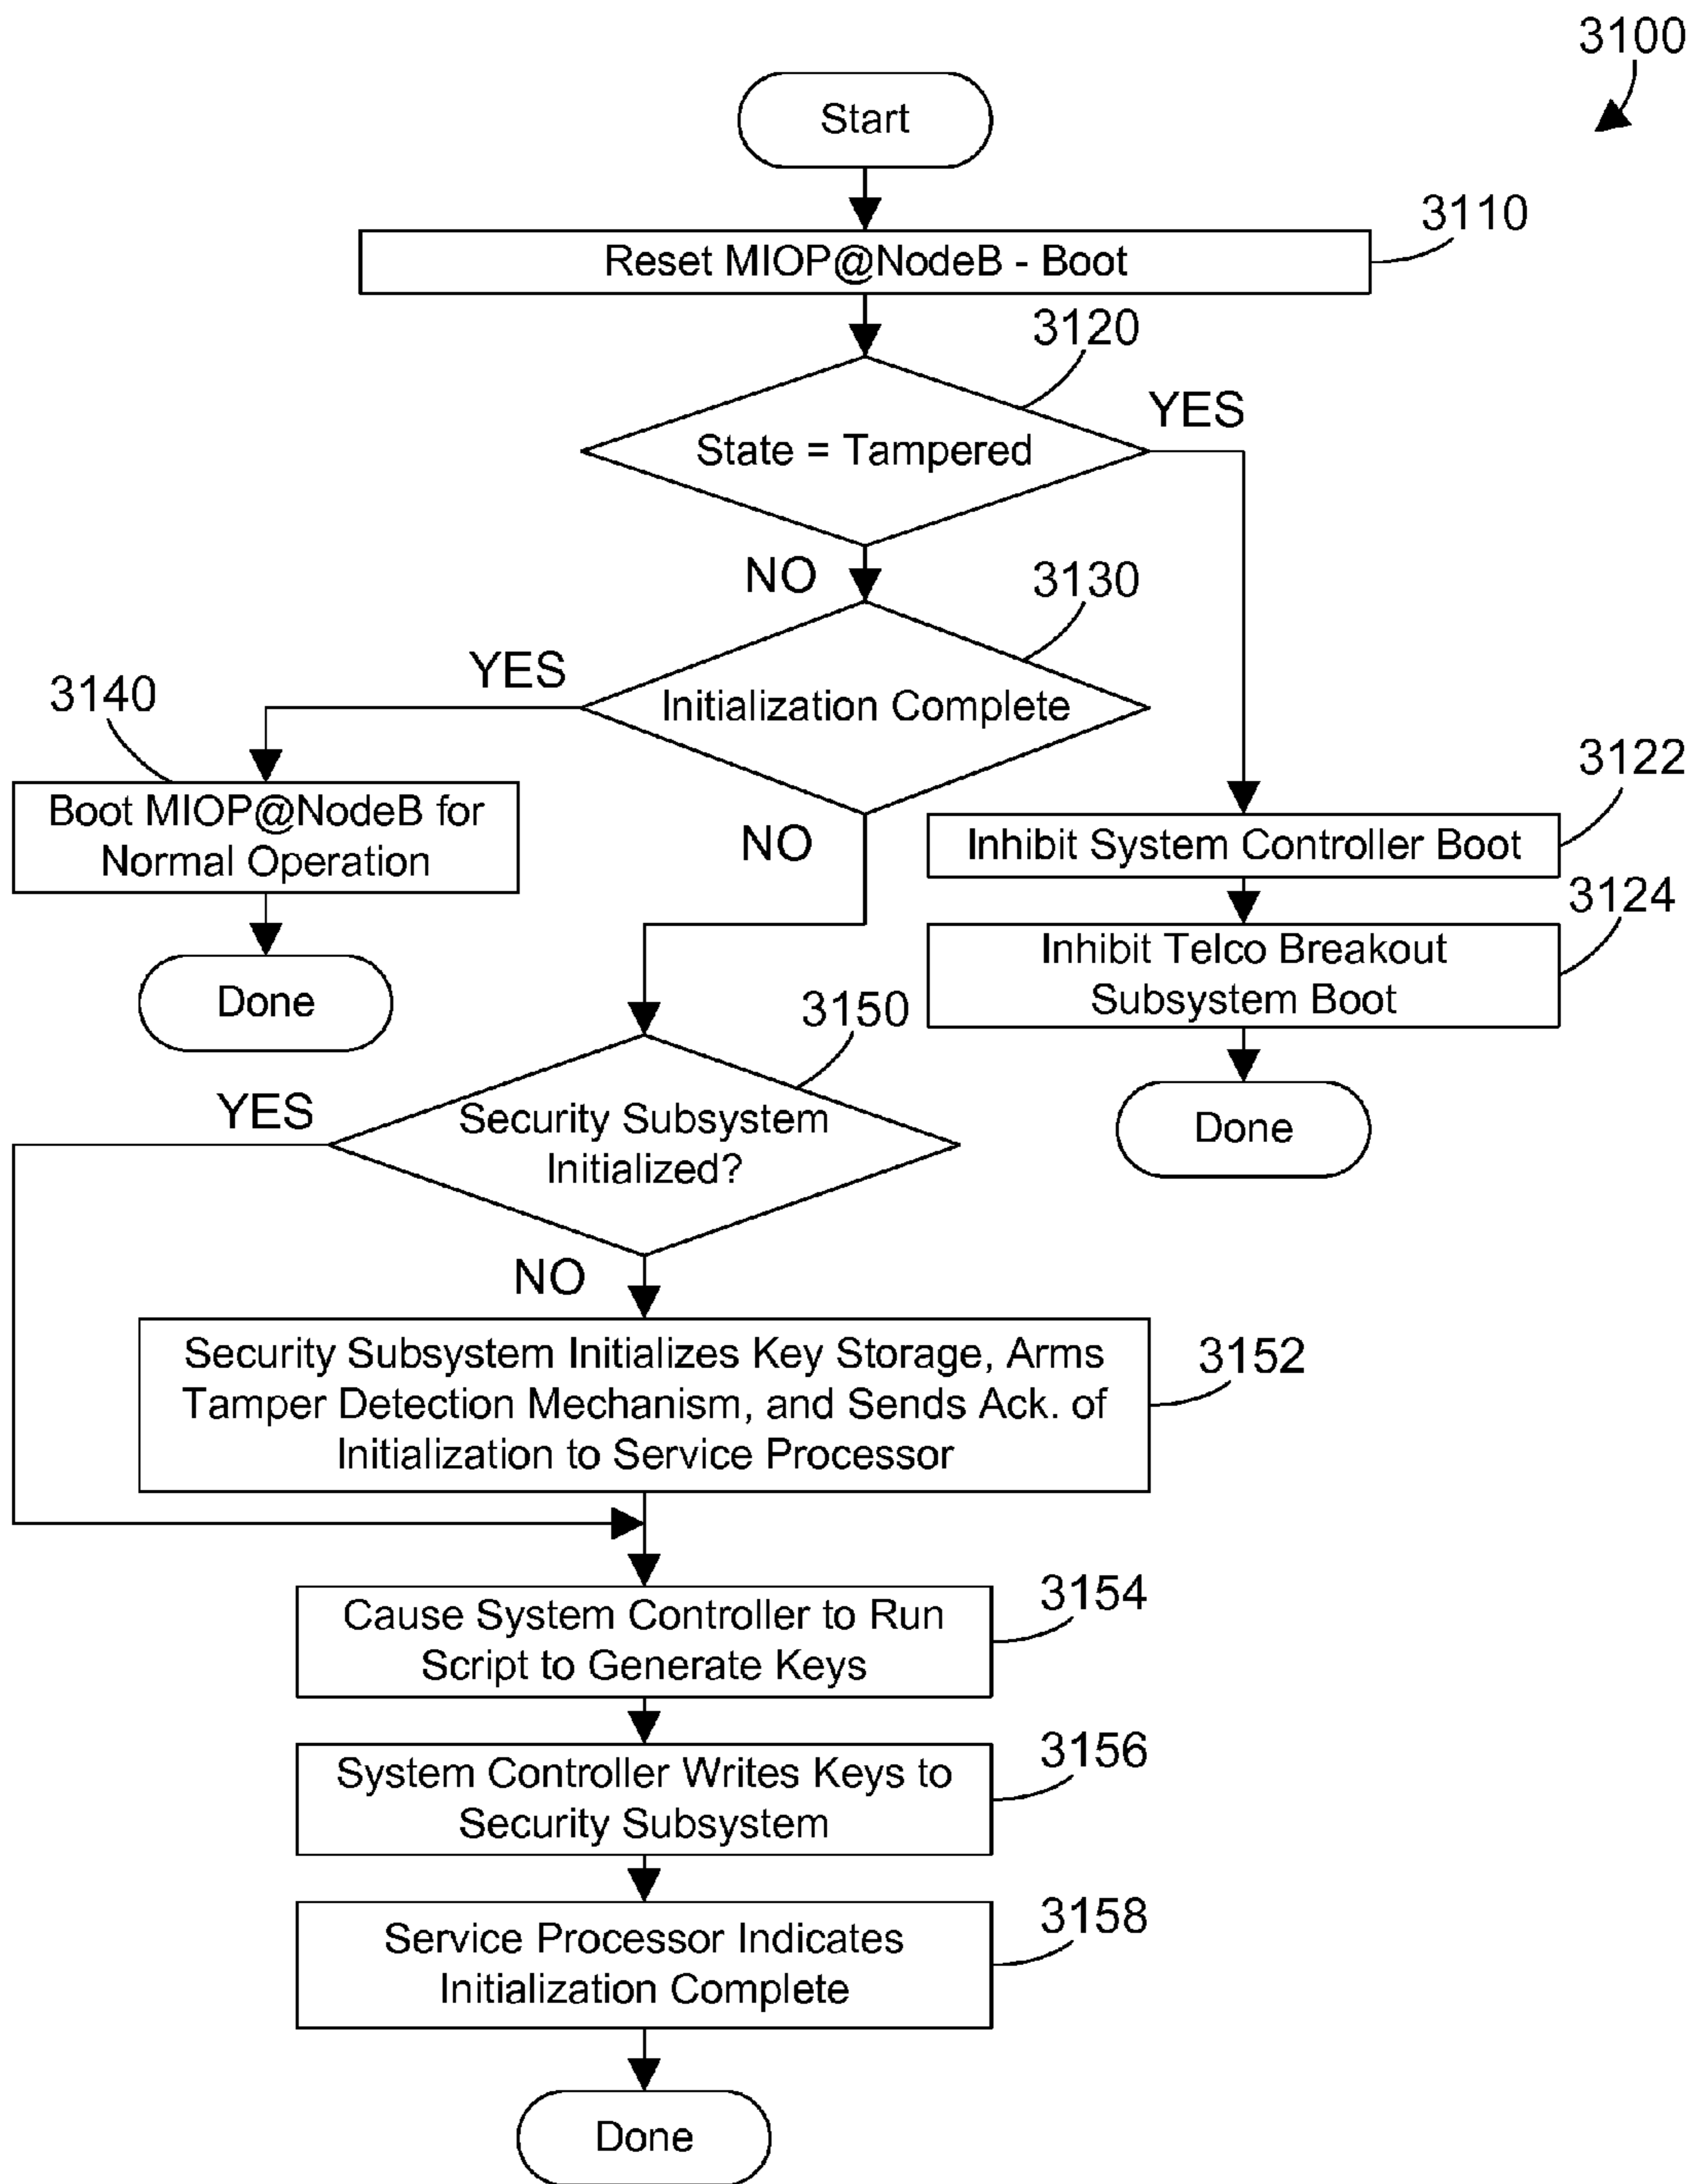 3100
Start
3110
Reset MIOP@NodeB - Boot
3120
YES
State = Tampered
NO
3130
YES
Initialization Complete
3140
Boot MIOP@NodeB for
Normal Operation
NO
3122
Inhibit System Controller Boot
3124
Inhibit Telco Breakout
Subsystem Boot
Done
Done
3150
YES
Security Subsystem
Initialized?
NO
Security Subsystem Initializes Key Storage, Arms
Tamper Detection Mechanism, and Sends Ack. of
Initialization to Service Processor
3152
3154
Cause System Controller to Run
Script to Generate Keys
3156
System Controller Writes Keys to
Security Subsystem
3158
Service Processor Indicates
Initialization Complete
Done